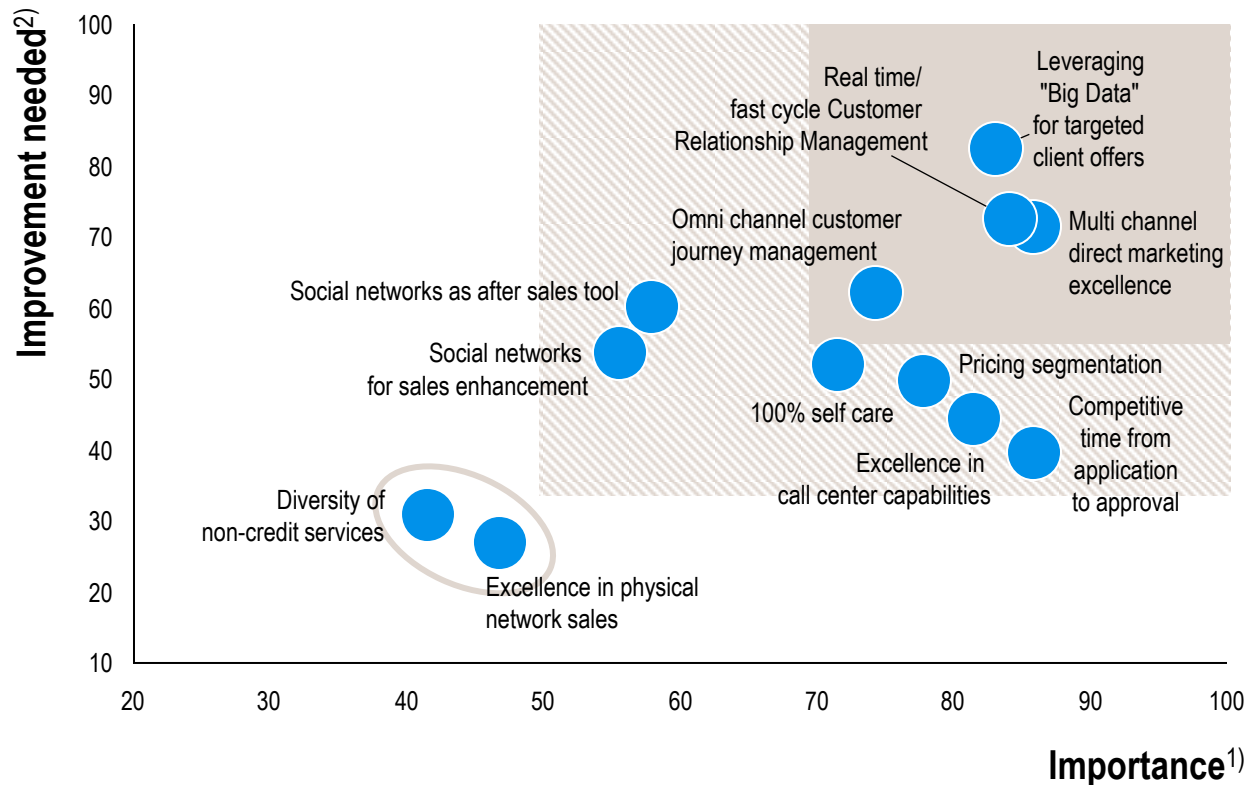 Improvement needed2)
100
90
80
70
60
50
40
30
20
10
Real time/
fast cycle Customer
Relationship Management
Leveraging
"Big Data"
for targeted
client offers
Omni channel customer
journey management
Multi channel
direct marketing
excellence
Social networks as after sales tool
Social networks
for sales enhancement
Pricing segmentation
100% self care
Competitive
time from
application
to approval
Excellence in
call center capabilities
Diversity of
non-credit services
Excellence in physical
network sales
20
30
40
50
60
70
80
90
100
Importance1)